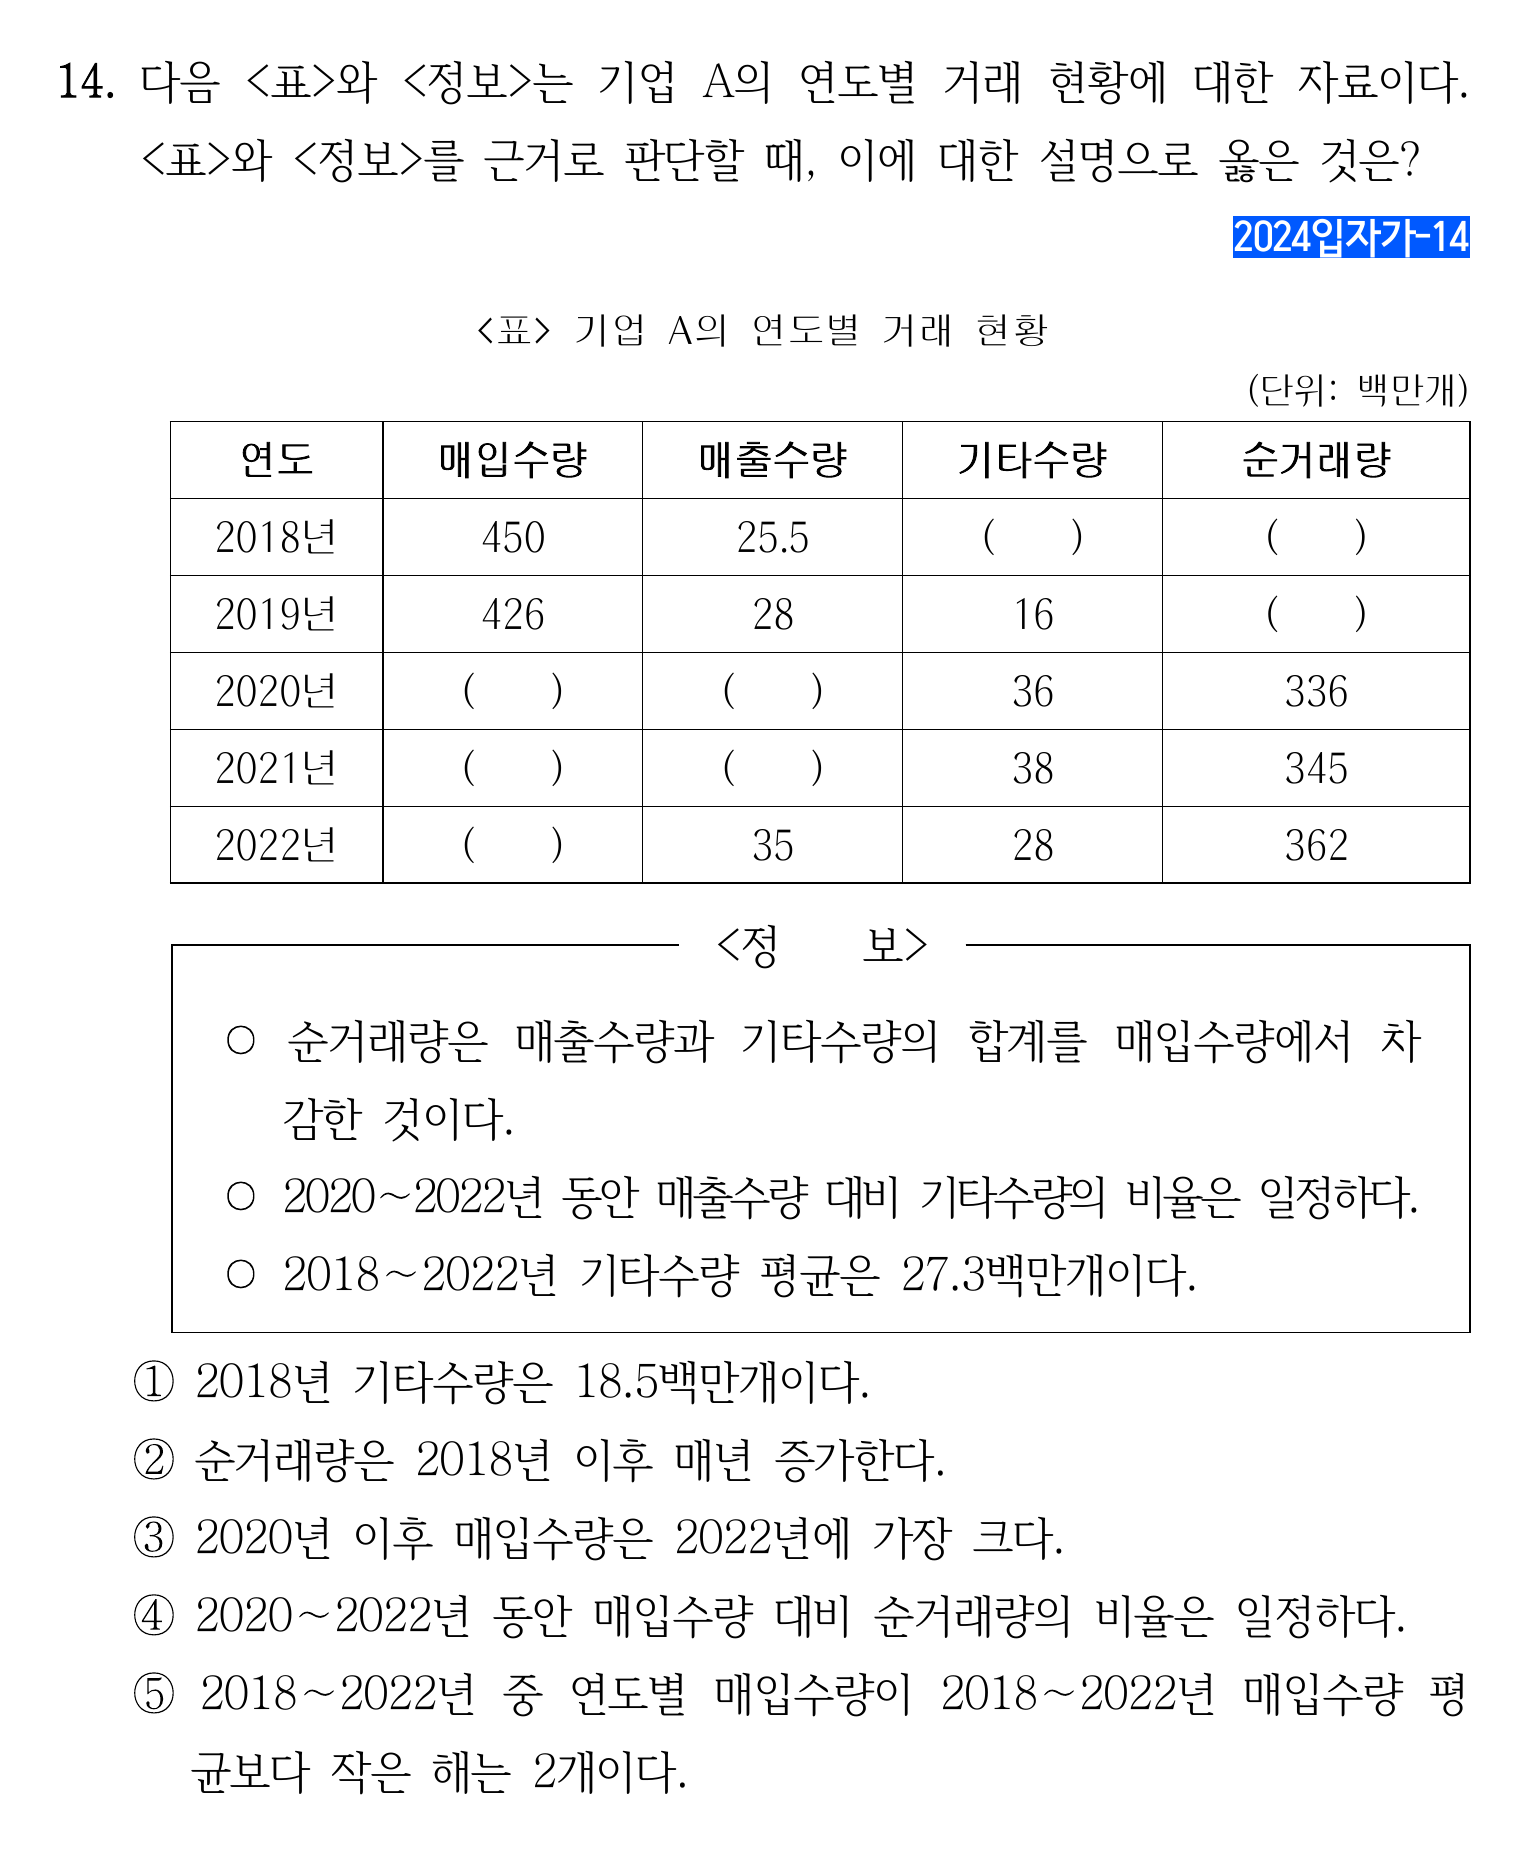 14. 다음 <표>와 <정보>는 기업 A의 연도별 거래 현황에 대한 자료이다.
<표>와 <정보>를 근거로 판단할 때, 이에 대한 설명으로 옳은 것은?
2024입자가-14
<표> 기업 A의 연도별 거래 현황
(단위: 백만개)
연도 매입수량 매출수량 기타수량 순거래량
2018년 450 25.5 ( ) ( )
2019년 426 28 16 ( )
2020년 ( ) ( ) 36 336
2021년 ( ) ( ) 38 345
2022년 ( ) 35 28 362
<정 보>
○ 순거래량은 매출수량과 기타수량의 합계를 매입수량에서 차
감한 것이다.
○ 2020~2022년 동안 매출수량 대비 기타수량의 비율은 일정하다.
○ 2018~2022년 기타수량 평균은 27.3백만개이다.
① 2018년 기타수량은 18.5백만개이다.
② 순거래량은 2018년 이후 매년 증가한다.
③ 2020년 이후 매입수량은 2022년에 가장 크다.
④ 2020~2022년 동안 매입수량 대비 순거래량의 비율은 일정하다.
⑤ 2018~2022년 중 연도별 매입수량이 2018~2022년 매입수량 평
균보다 작은 해는 2개이다.